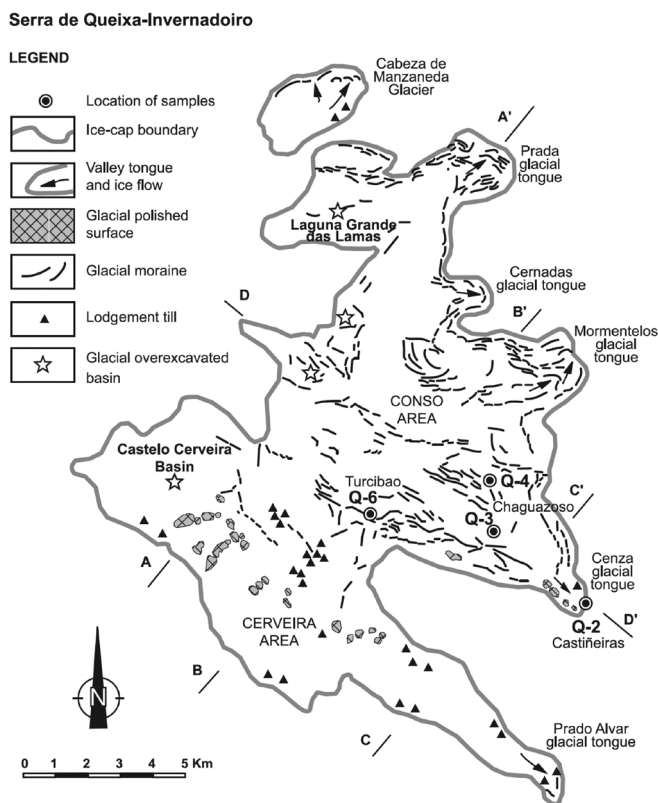 Serra de Queixa-Invernadoiro
LEGEND
Location of samples
Ice-cap boundary
Valley tongue
and ice flow
Glacial polished
surface
Glacial moraine
Lodgement till
Glacial overexcavated
basin
Cabeza de
Manzaneda
Glacier
A'
Prada
glacial
tongue
Laguna Grande
das Lamas
Cernadas
glacial tongue
D
B'
Mormentelos
glacial
tongue
CONSO
AREA
Castelo Cerveira
Basin
Turcibao
Q-6
Q-4
Chaguazoso
Q-3
C'
A
Cenza
glacial
tongue
Q-2
D'
Castiñeiras
CERVEIRA
AREA
B
C
Prado Alvar
glacial tongue
N
0 1 2 3 4 5 Km